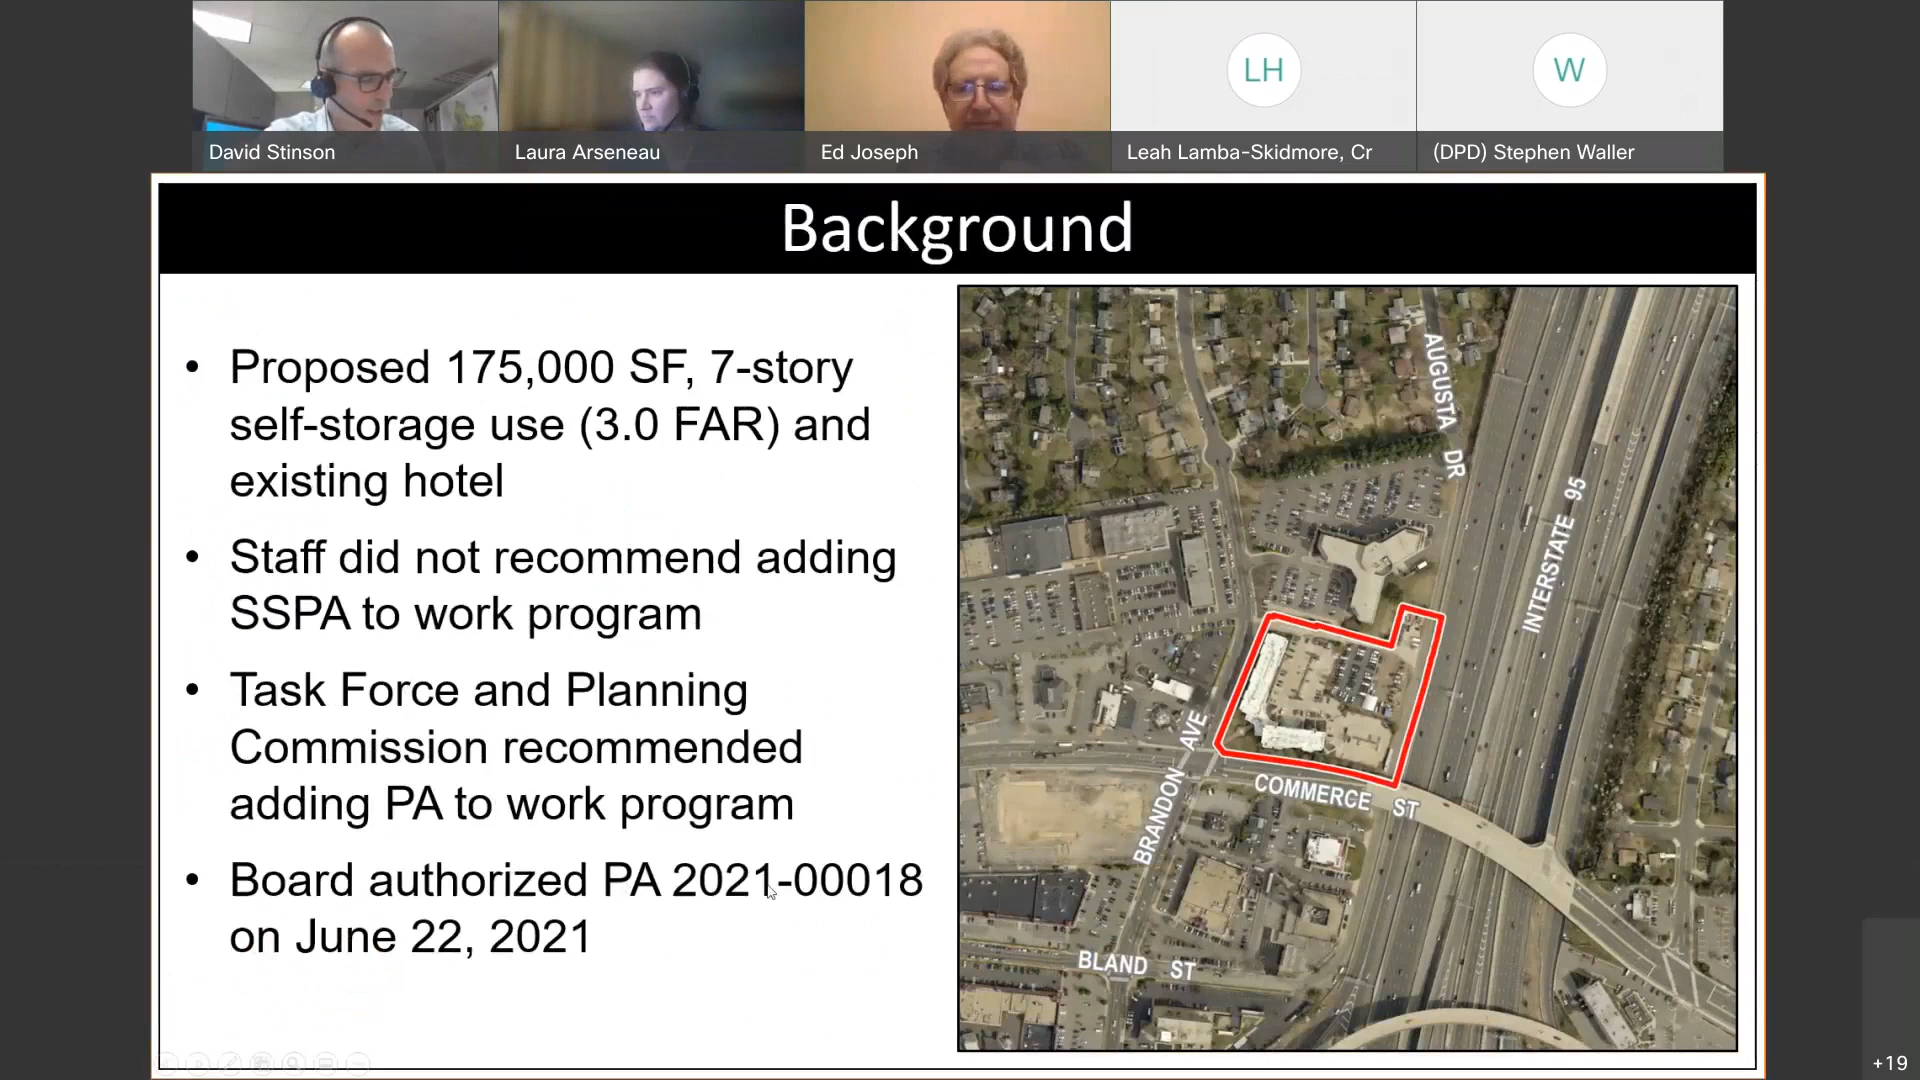 LH
W
David Stinson
Laura Arseneau
Ed Joseph
Leah Lamba-Skidmore, Cr
(DPD) Stephen Waller
Background
• Proposed 175,000 SF, 7-story
self-storage use (3.0 FAR) and
existing hotel
• Staff did not recommend adding
SSPA to work program
• Task Force and Planning
Commission recommended
adding PA to work program
• Board authorized PA 2021-00018
on June 22, 2021
AUGUSTA DR
INTERSTATE 95
BRANDON AVE
COMMERCE ST
BLAND ST
+19